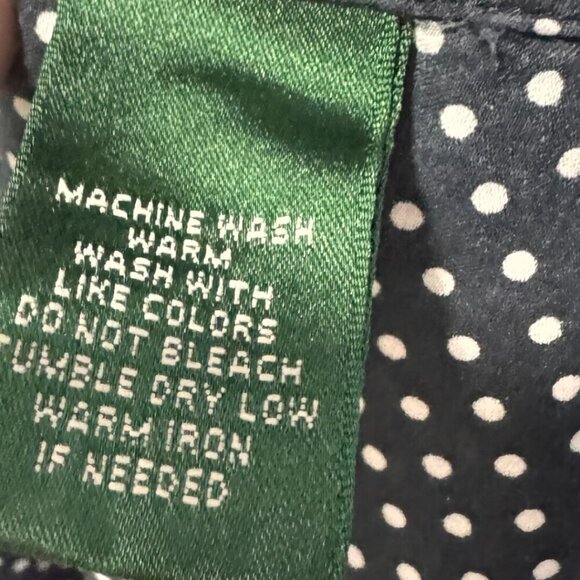 MACHINE WASH
WARM
WASH WITH
LIKE COLORS
DO NOT BLEACH
TUMBLE DRY LOW
WARM IRON
IF NEEDED